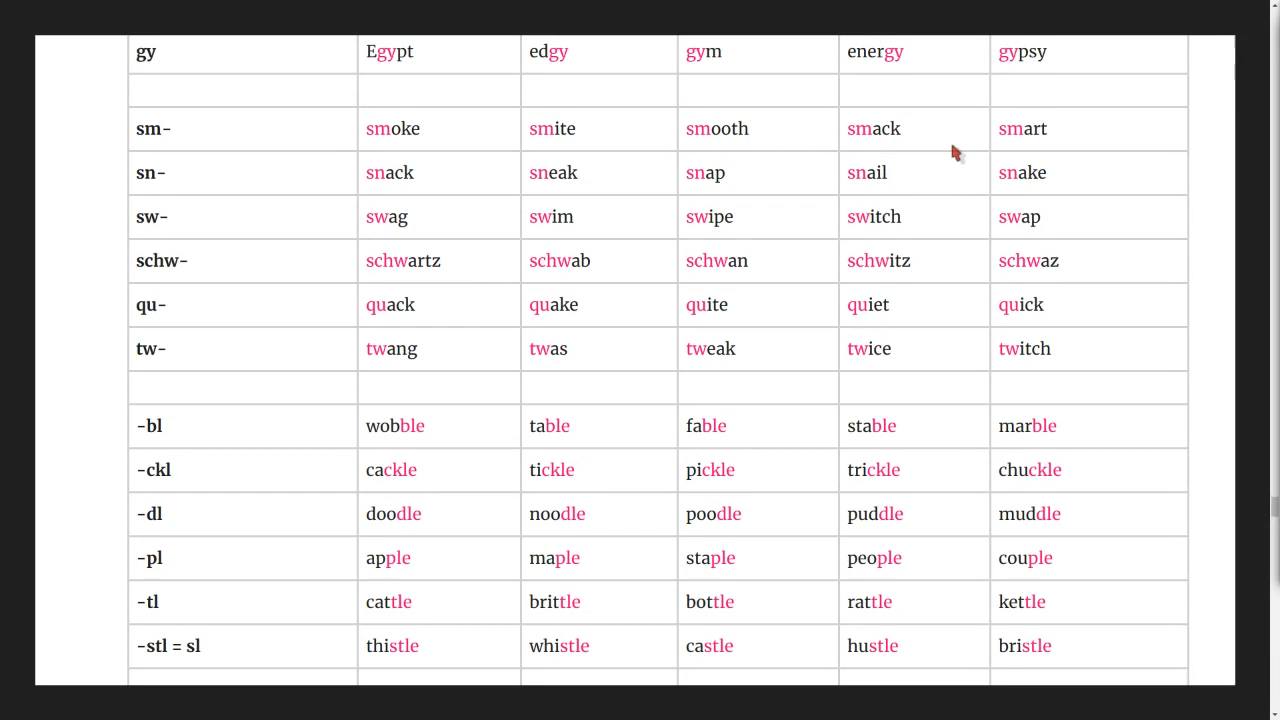 gy Egypt edgy gym energy gypsy
sm- smoke smite smooth smack smart
sn- snack sneak snap snail snake
sw- swag swim swipe switch swap
schw- schwartz schwab schwan schwitz schwaz
qu- quack quake quite quiet quick
tw- twang twas tweak twice twitch
-bl wobble table fable stable marble
-ckl cackle tickle pickle trickle chuckle
-dl doodle noodle poodle puddle muddle
-pl apple maple staple people couple
-tl cattle brittle bottle rattle kettle
-stl = sl thistle whistle castle hustle bristle